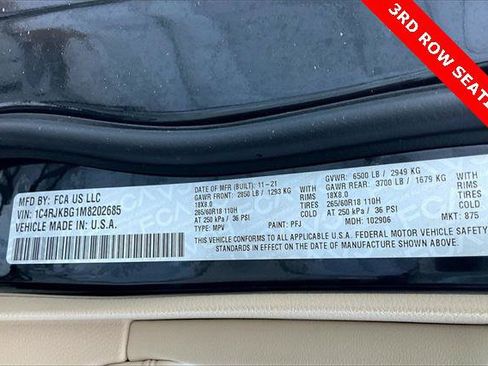 3RD ROW SEATI
MFD BY: FCA US LLC
VIN: 1C4RJKBG1M8202685
VEHICLE MADE IN: U.S.A.
DATE OF MFR (BUILT): 11-21
GAWR FRONT: 2850 LB / 1293 KG
RIMS
18X8.0
TIRES
265/60R18 110H
COLD
AT 250 kPa / 36 PSI
TYPE: MPV PAINT: PFJ
GVWR: 6500 LB / 2949 KG
GAWR REAR: 3700 LB / 1679 KG
RIMS
18X8.0
TIRES
265/60R18 110H
COLD
AT 250 kPa / 36 PSI
MDH: 102906 MKT: 875
THIS VEHICLE CONFORMS TO ALL APPLICABLE U.S.A. FEDERAL MOTOR VEHICLE SAFETY
STANDARDS IN EFFECT ON THE DATE OF MANUFACTURE SHOWN ABOVE.